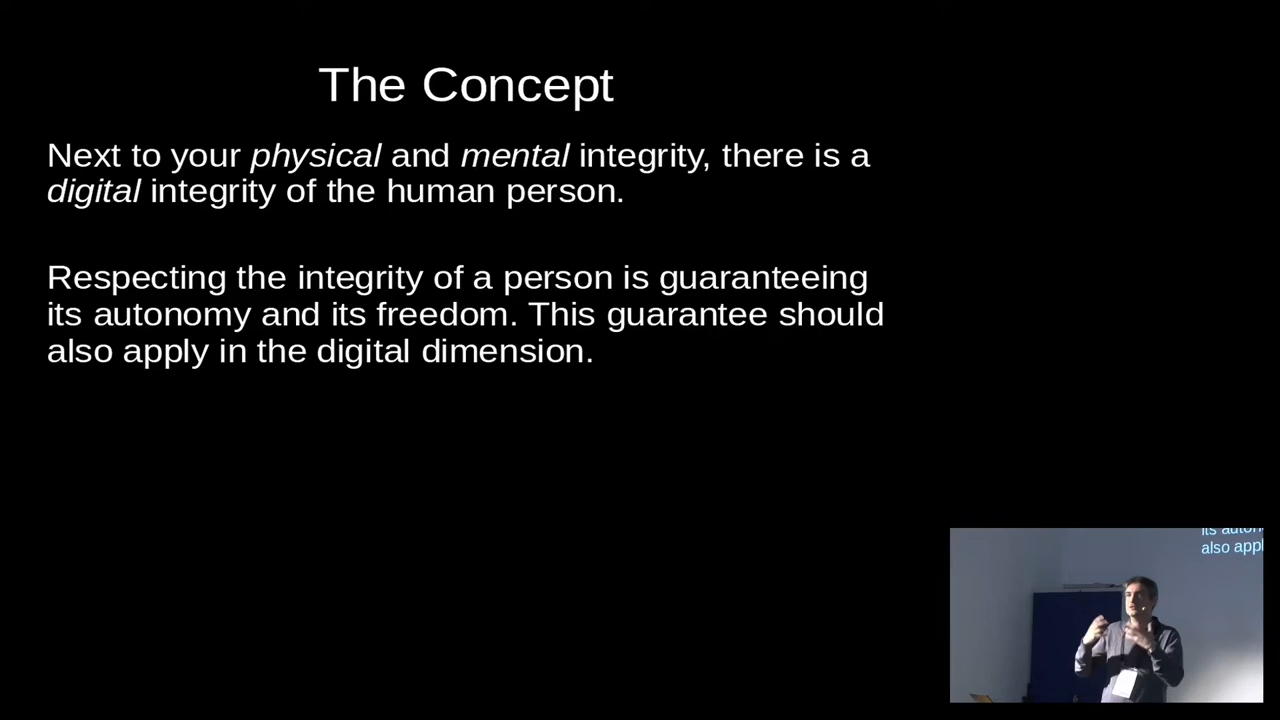 The Concept
Next to your physical and mental integrity, there is a
digital integrity of the human person.
Respecting the integrity of a person is guaranteeing
its autonomy and its freedom. This guarantee should
also apply in the digital dimension.
its
also